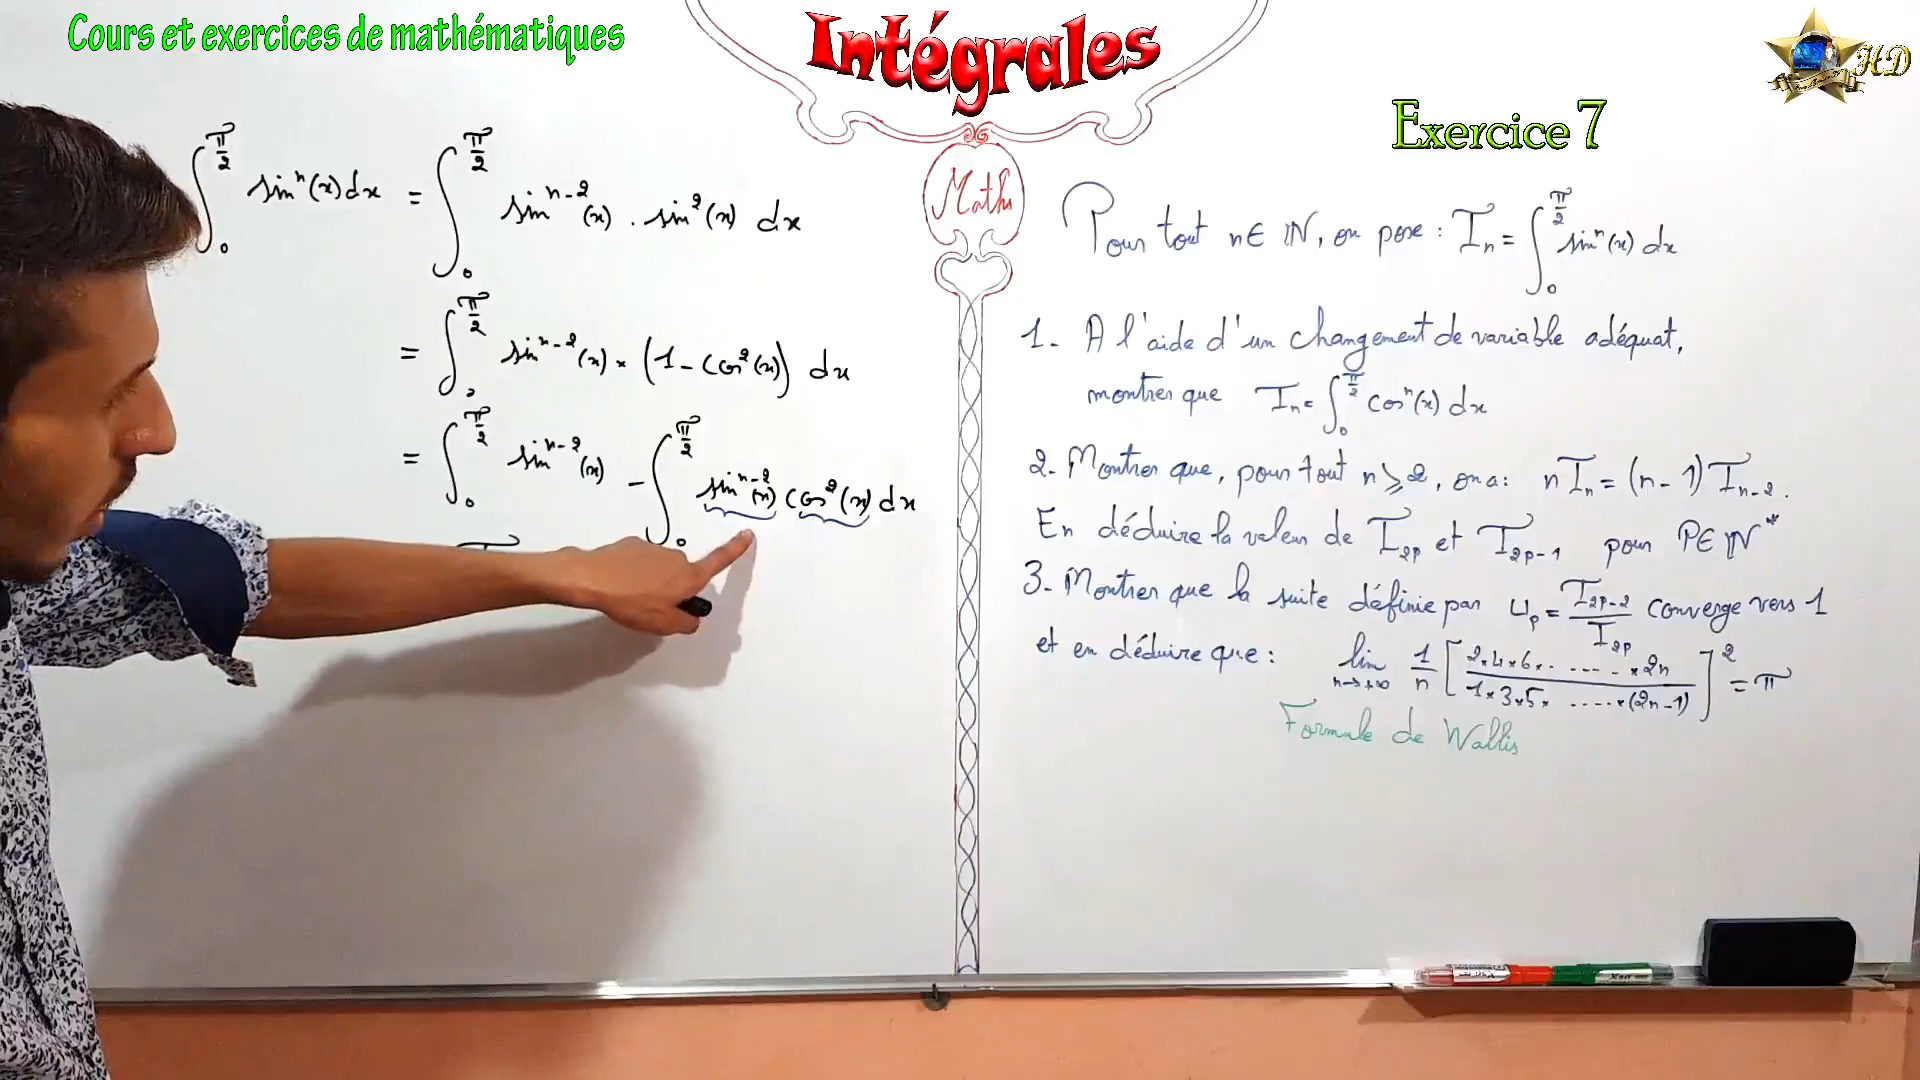 Cours et exercices de mathématiques
Intégrales
HD
Exercice 7
Maths
∫₀^{π/2} sinⁿ(x) dx = ∫₀^{π/2} sinⁿ⁻²(x) . sin²(x) dx
= ∫₀^{π/2} sinⁿ⁻²(x) × (1 - cos²(x)) dx
= ∫₀^{π/2} sinⁿ⁻²(x) - ∫₀^{π/2} sinⁿ⁻²(x) cos²(x) dx
Pour tout n ∈ ℕ, on pose : Iₙ = ∫₀^{π/2} sinⁿ(x) dx
1 - A l'aide d'un changement de variable adéquat,
montrer que Iₙ = ∫₀^{π/2} cosⁿ(x) dx
2. Montrer que, pour tout n ⩾ 2, on a : n Iₙ = (n-1) Iₙ₋₂.
En déduire la valeur de I₂ₚ et I₂ₚ₋₁ pour P ∈ ℕ*
3. Montrer que la suite définie par uₚ = I₂ₚ₋₂ / I₂ₚ converge vers 1
et en déduire que : lim n→+∞ 1/n [ 2×4×6×.......×2n / 1×3×5×.....×(2n-1) ]² = π
Formule de Wallis